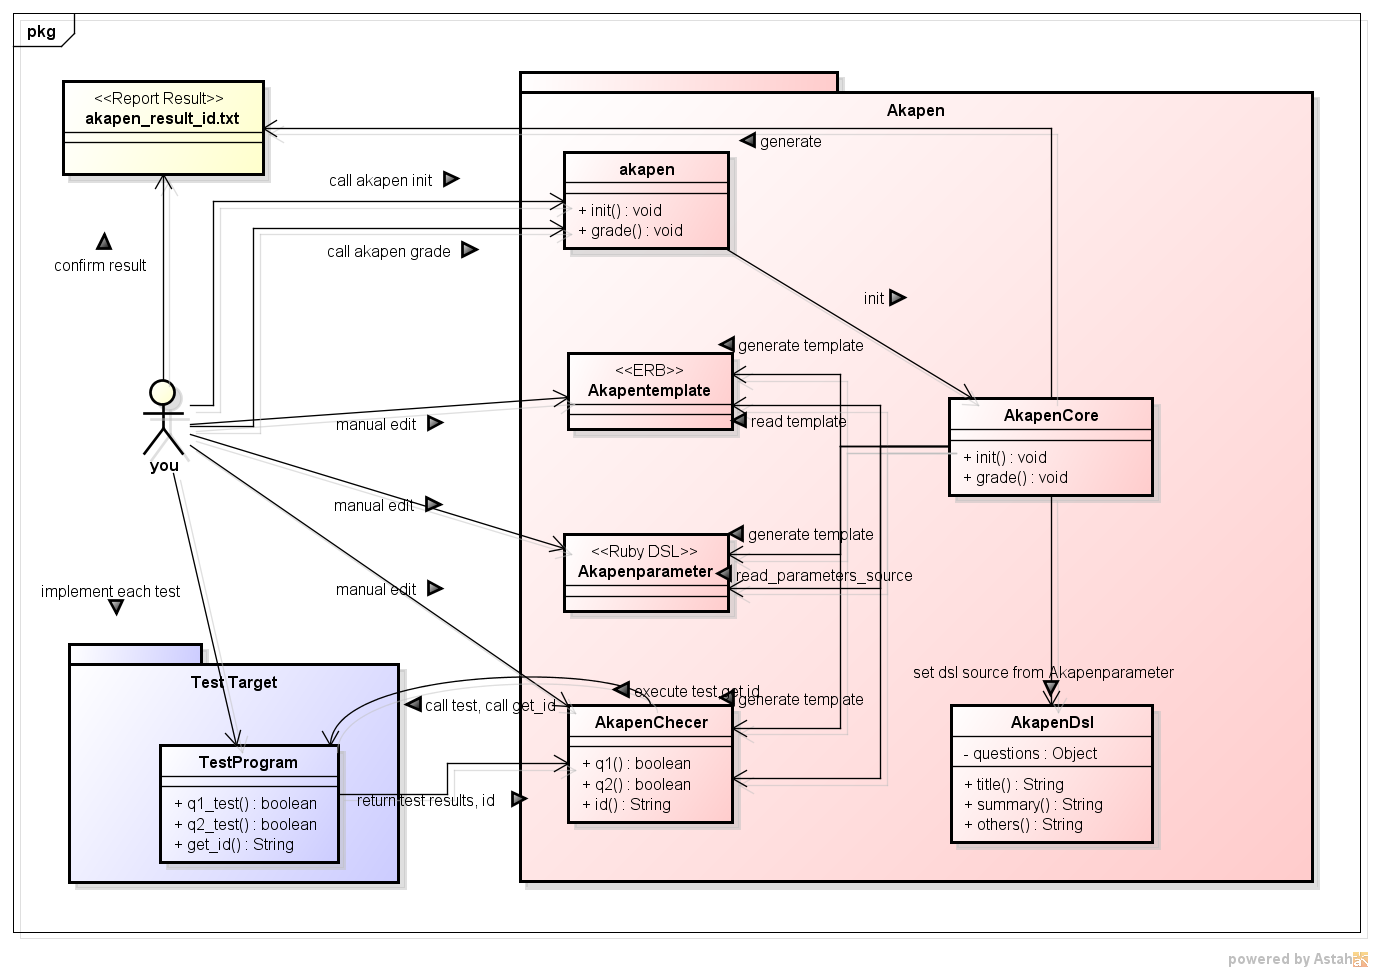 pkg
<<Report Result>>
akapen_result_id.txt
Akapen
generate
akapen
+ init() : void
+ grade() : void
call akapen init
call akapen grade
confirm result
init
generate template
<<ERB>>
Akapentemplate
read template
manual edit
you
AkapenCore
+ init() : void
+ grade() : void
manual edit
generate template
<<Ruby DSL>>
Akapenparameter
read_parameters_source
manual edit
implement each test
Test Target
set dsl source from Akapenparameter
execute test get id
generate template
call test, call get_id
AkapenChecer
+ q1() : boolean
+ q2() : boolean
+ id() : String
AkapenDsl
- questions : Object
+ title() : String
+ summary() : String
+ others() : String
TestProgram
+ q1_test() : boolean
+ q2_test() : boolean
+ get_id() : String
return test results, id
powered by Astah